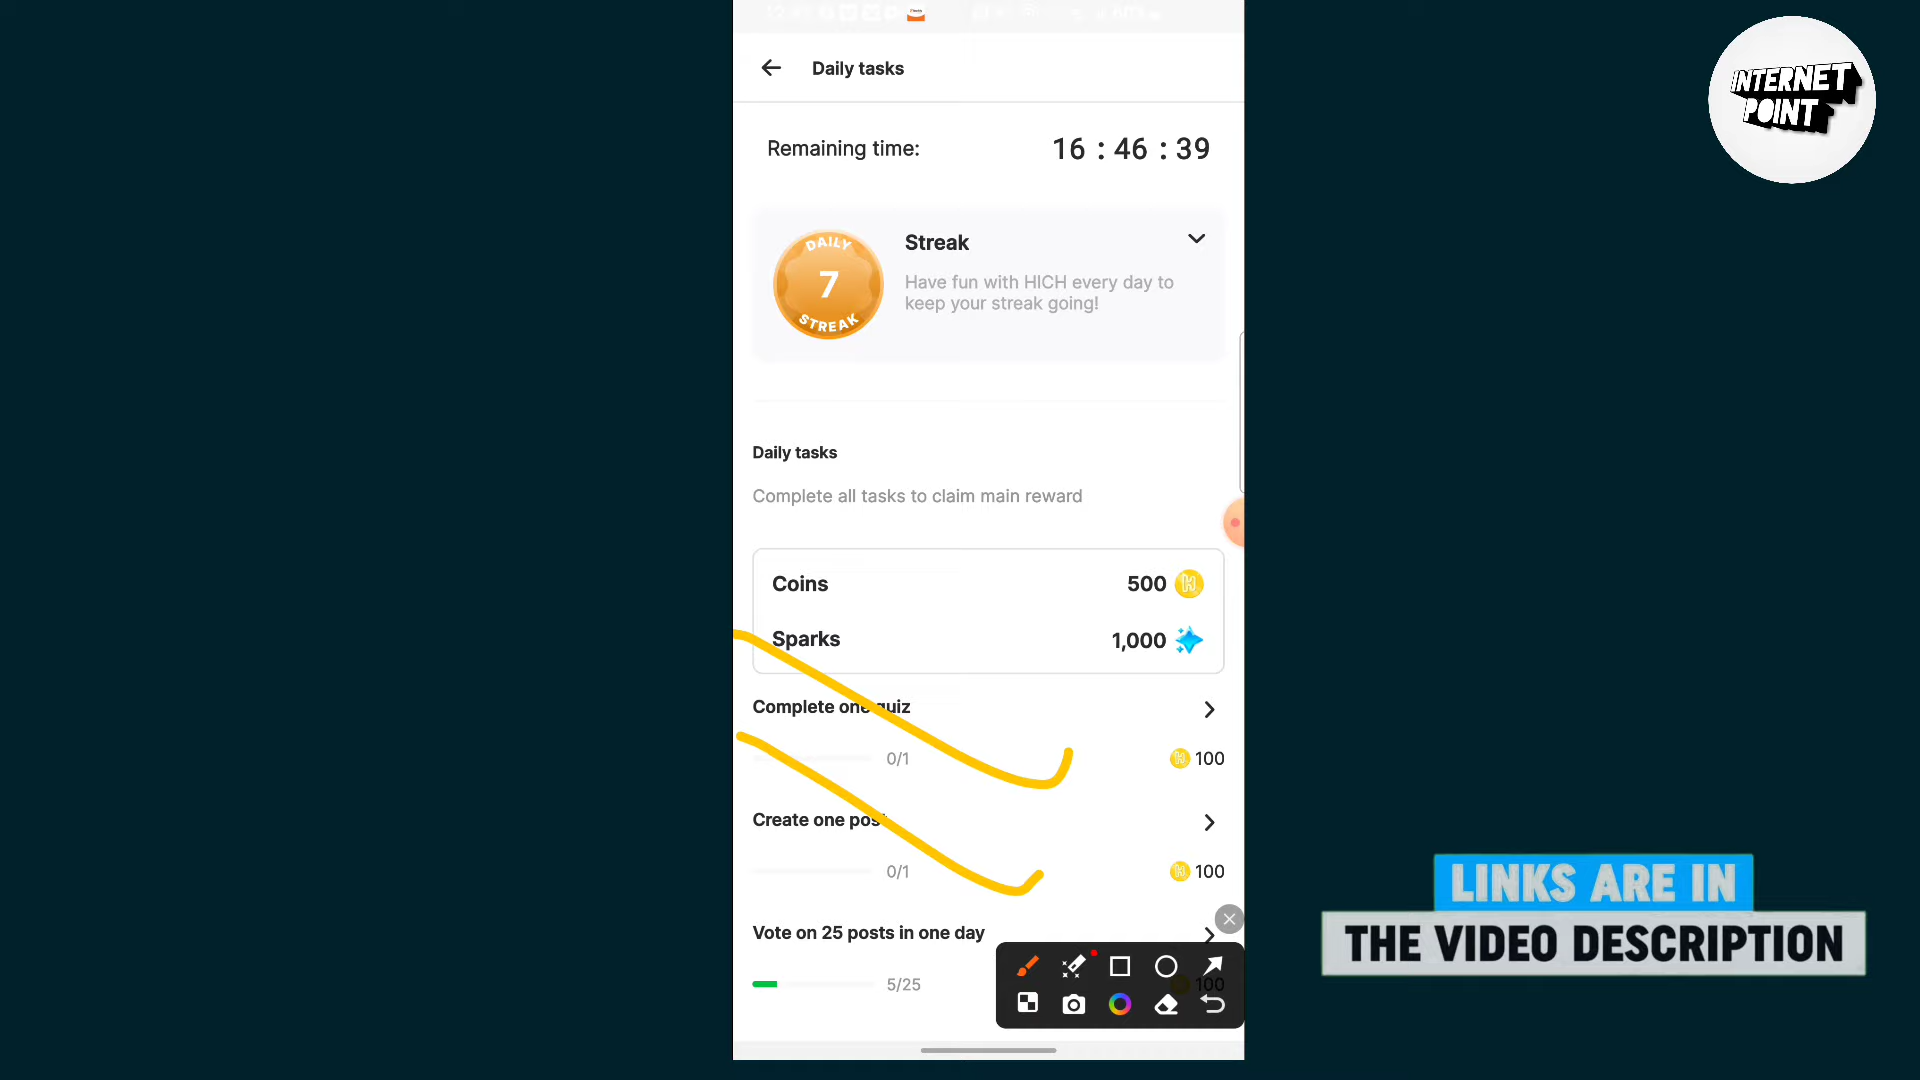 Daily tasks
INTERNET
POINT
Remaining time: 16 : 46 : 39
DAILY
7
STREAK
Streak
Have fun with HICH every day to
keep your streak going!
Daily tasks
Complete all tasks to claim main reward
Coins 500
Sparks 1,000
Complete one quiz
0/1 100
Create one post
0/1 100
Vote on 25 posts in one day
5/25 100
LINKS ARE IN
THE VIDEO DESCRIPTION